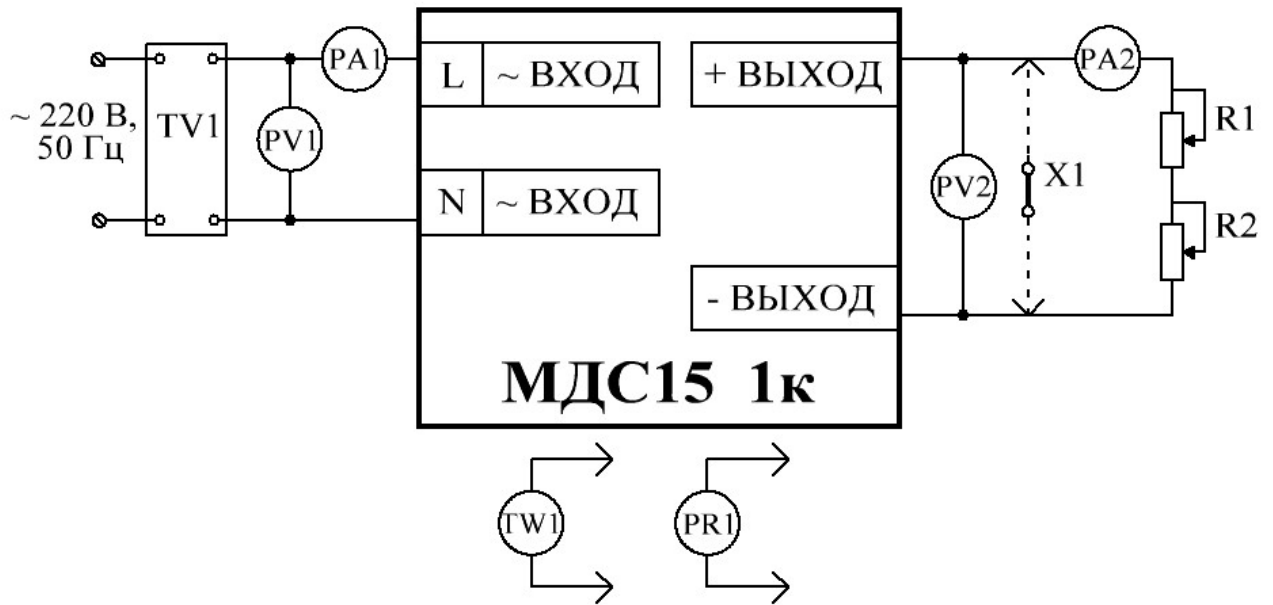 PA1
L
~ ВХОД
+ ВЫХОД
PA2
~ 220 В,
50 Гц
TV1
PV1
R1
N
~ ВХОД
PV2
X1
R2
- ВЫХОД
МДС15 1к
TW1
PR1